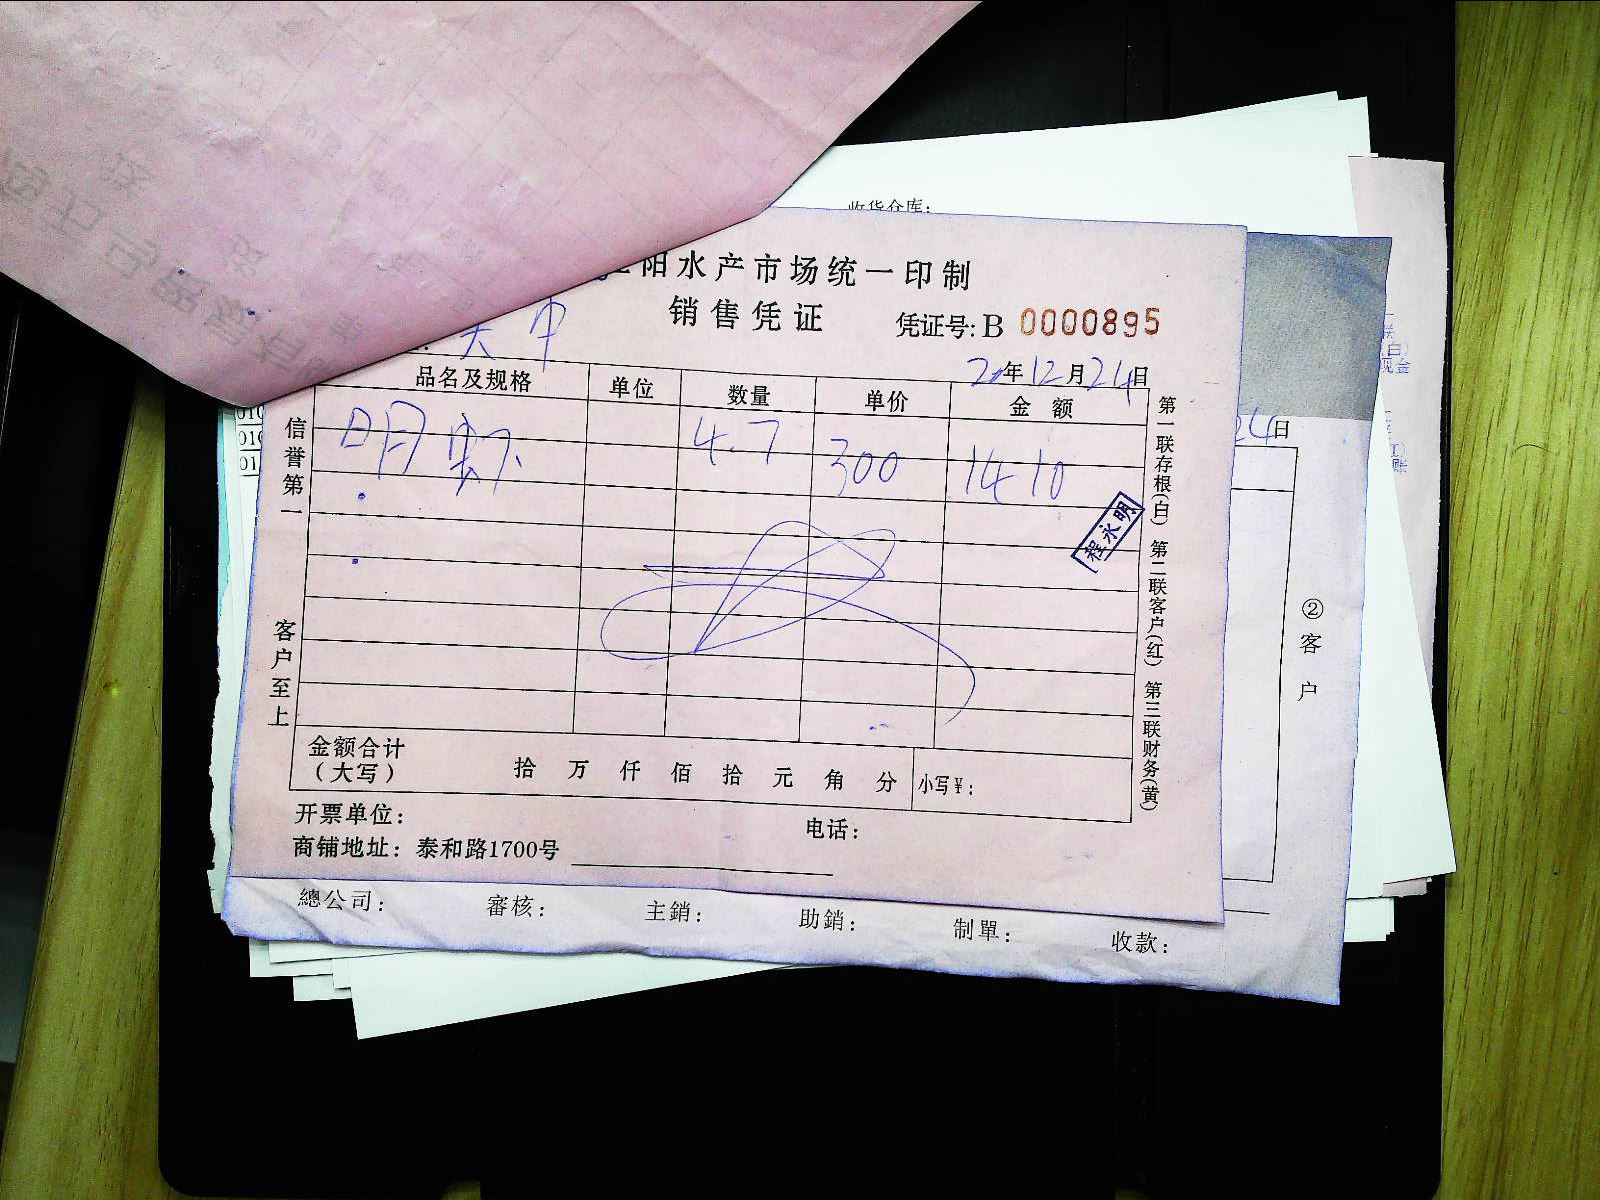 收货仓库:
阳水产市场统一印制
销售凭证
凭证号: B 0000895
20年12月24日
品名及规格 单位 数量 单价 金额
明虾 4.7 300 1410
程永明
信誉第一
客户至上
第一联存根(白) 第二联客户(红) 第三联财务(黄)
金额合计
(大写) 拾 万 仟 佰 拾 元 角 分 小写¥:
开票单位: 电话:
商铺地址: 泰和路1700号
24日
②客户
總公司: 審核: 主銷: 助銷: 制單: 收款: